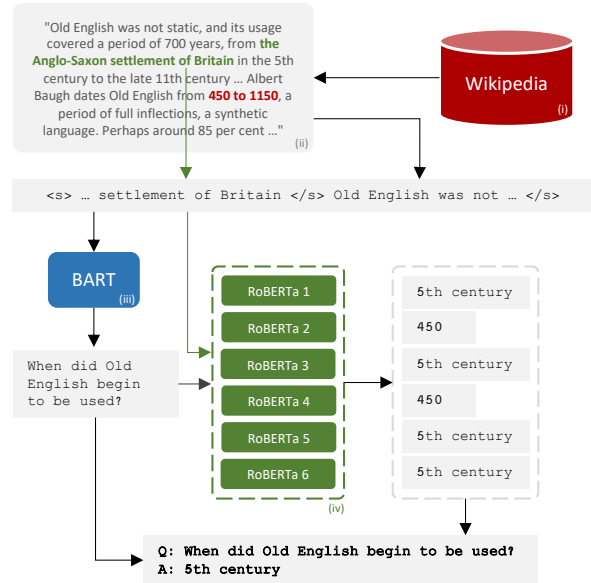 "Old English was not static, and its usage
covered a period of 700 years, from the
Anglo-Saxon settlement of Britain in the 5th
century to the late 11th century … Albert
Baugh dates Old English from 450 to 1150, a
period of full inflections, a synthetic
language. Perhaps around 85 per cent …"
(ii)
Wikipedia
(i)
<s> … settlement of Britain </s> Old English was not … </s>
BART
(iii)
When did Old
English begin
to be used?
RoBERTa 1
RoBERTa 2
RoBERTa 3
RoBERTa 4
RoBERTa 5
RoBERTa 6
(iv)
5th century
450
5th century
450
5th century
5th century
Q: When did Old English begin to be used?
A: 5th century